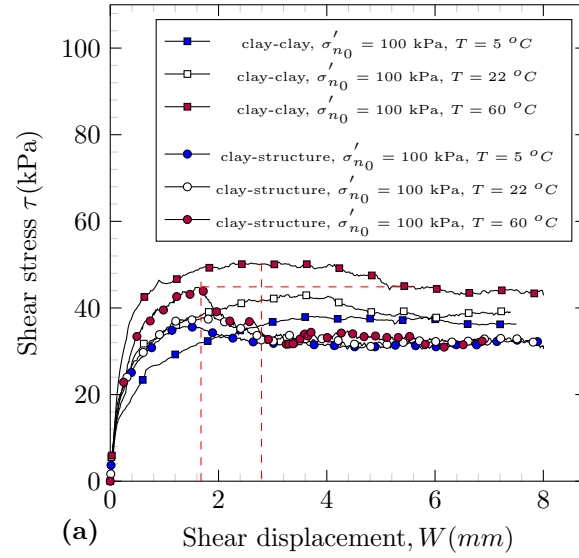 100
80
60
40
20
0
Shear stress τ(kPa)
clay-clay, σ′n0 = 100 kPa, T = 5 °C
clay-clay, σ′n0 = 100 kPa, T = 22 °C
clay-clay, σ′n0 = 100 kPa, T = 60 °C
clay-structure, σ′n0 = 100 kPa, T = 5 °C
clay-structure, σ′n0 = 100 kPa, T = 22 °C
clay-structure, σ′n0 = 100 kPa, T = 60 °C
0 2 4 6 8
(a) Shear displacement, W(mm)